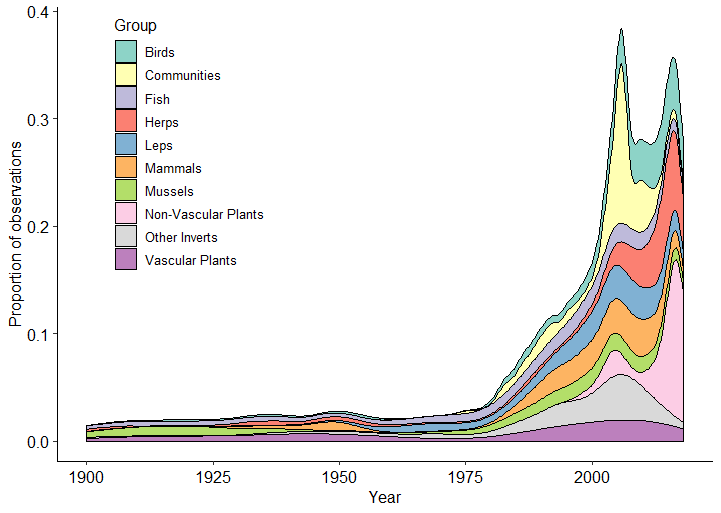 Group
Birds
Communities
Fish
Herps
Leps
Mammals
Mussels
Non-Vascular Plants
Other Inverts
Vascular Plants
Proportion of observations
0.4
0.3
0.2
0.1
0.0
1900 1925 1950 1975 2000
Year